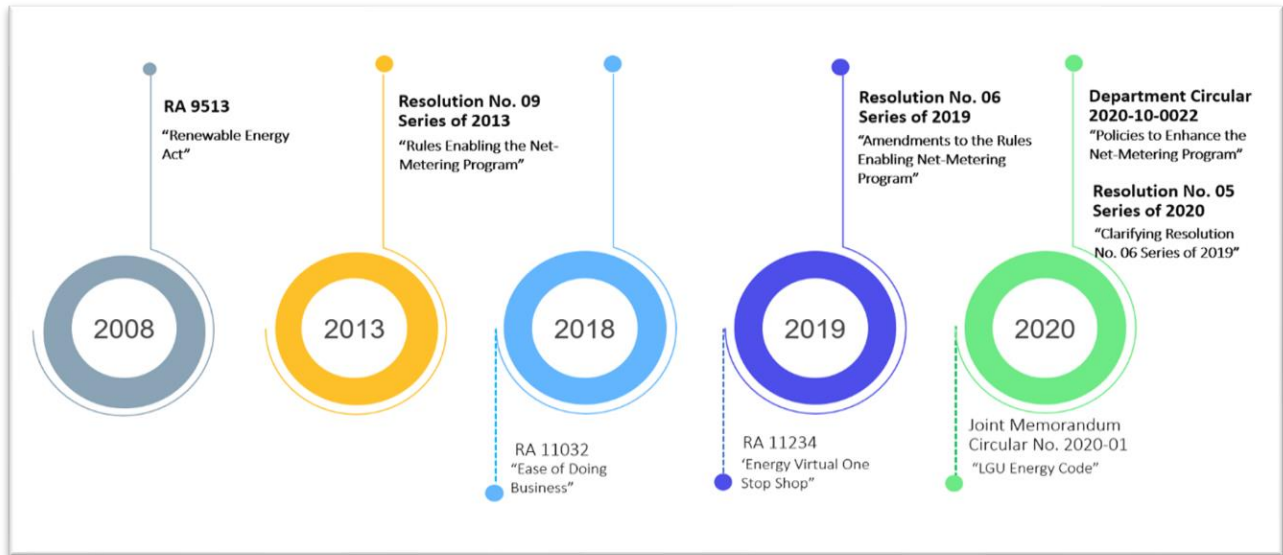 RA 9513
“Renewable Energy
Act”
Resolution No. 09
Series of 2013
“Rules Enabling the Net-
Metering Program”
Resolution No. 06
Series of 2019
“Amendments to the Rules
Enabling Net-Metering
Program”
Department Circular
2020-10-0022
“Policies to Enhance the
Net-Metering Program”
Resolution No. 05
Series of 2020
“Clarifying Resolution
No. 06 Series of 2019”
2008
2013
2018
2019
2020
RA 11032
“Ease of Doing
Business”
RA 11234
‘Energy Virtual One
Stop Shop”
Joint Memorandum
Circular No. 2020-01
“LGU Energy Code”